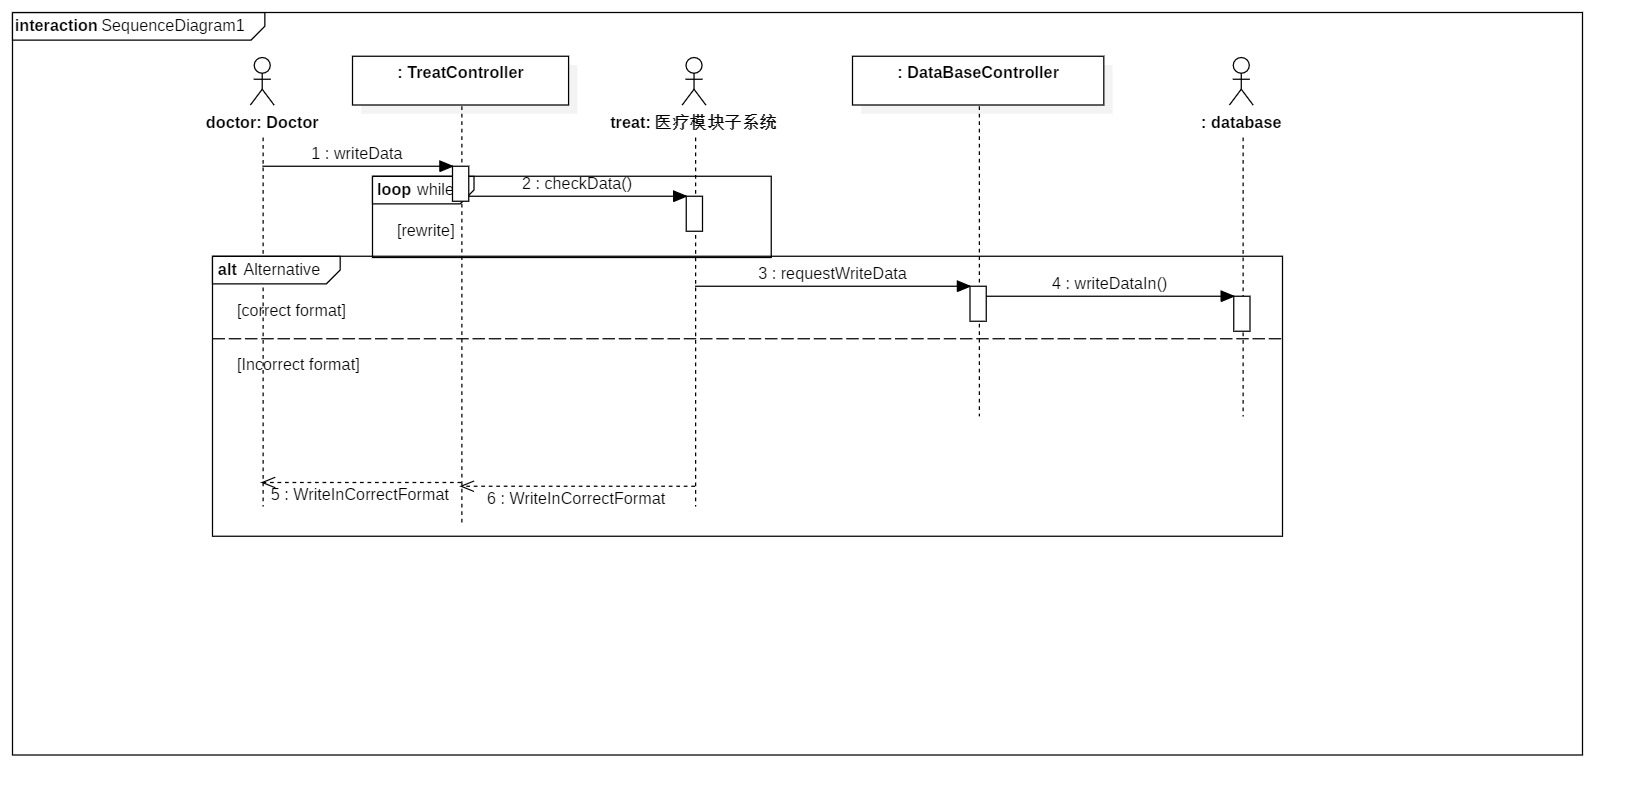 interaction SequenceDiagram1
doctor: Doctor
: TreatController
treat: 医疗模块子系统
: DataBaseController
: database
1 : writeData
loop while
2 : checkData()
[rewrite]
alt Alternative
3 : requestWriteData
4 : writeDataIn()
[correct format]
[Incorrect format]
5 : WriteInCorrectFormat
6 : WriteInCorrectFormat